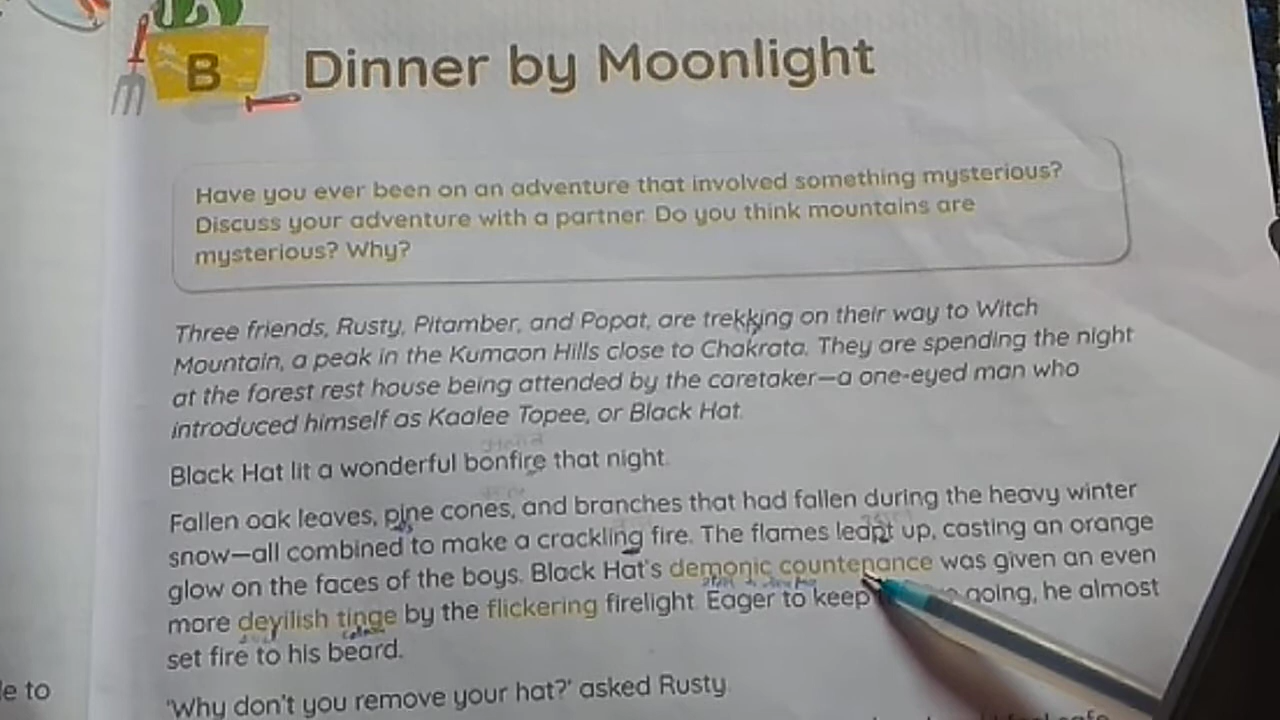 B Dinner by Moonlight
Have you ever been on an adventure that involved something mysterious?
Discuss your adventure with a partner. Do you think mountains are
mysterious? Why?
Three friends, Rusty, Pitamber, and Popat, are trekking on their way to Witch
Mountain, a peak in the Kumaon Hills close to Chakrata. They are spending the night
at the forest rest house being attended by the caretaker—a one-eyed man who
introduced himself as Kaalee Topee, or Black Hat.
Black Hat lit a wonderful bonfire that night.
Fallen oak leaves, pine cones, and branches that had fallen during the heavy winter
snow—all combined to make a crackling fire. The flames leapt up, casting an orange
glow on the faces of the boys. Black Hat's demonic countenance was given an even
more devilish tinge by the flickering firelight. Eager to keep going, he almost
set fire to his beard.
'Why don't you remove your hat?' asked Rusty.
le to